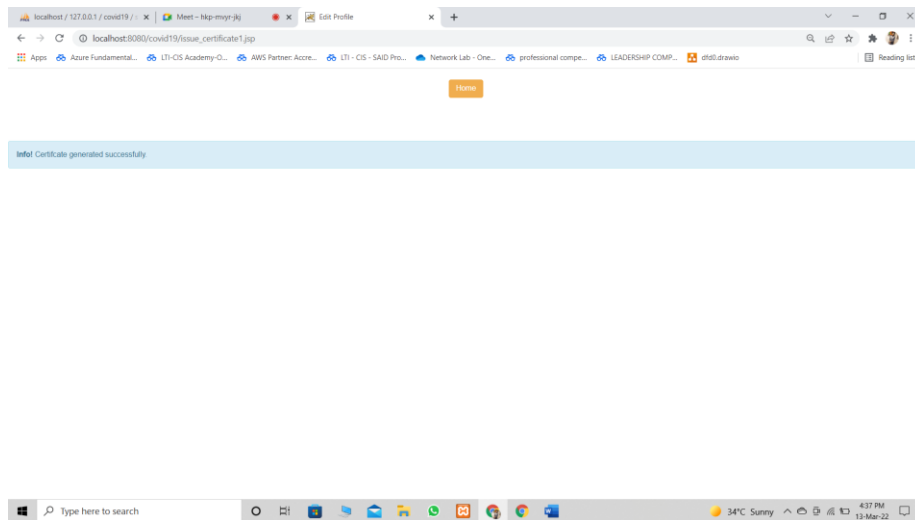 localhost / 127.0.0.1 / covid19 /
Meet – hkp-mvyr-jkj
Edit Profile
localhost:8080/covid19/issue_certificate1.jsp
Apps
Azure Fundamental...
LTI-CIS Academy-O...
AWS Partner: Accre...
LTI - CIS - SAID Pro...
Network Lab - One...
professional compe...
LEADERSHIP COMP...
dfd0.drawio
Reading list
Home
Info! Certifcate generated successfully.
Type here to search
34°C Sunny
4:37 PM
13-Mar-22